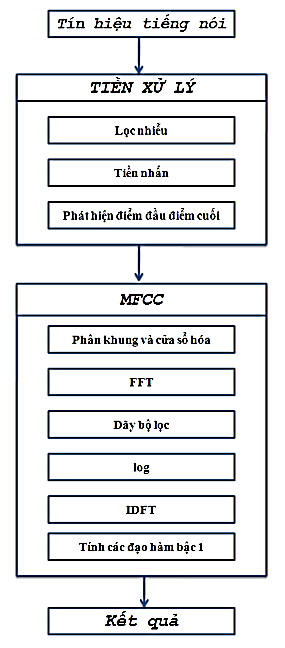 Tín hiệu tiếng nói
TIỀN XỬ LÝ
Lọc nhiễu
Tiền nhấn
Phát hiện điểm đầu điểm cuối
MFCC
Phân khung và cửa sổ hóa
FFT
Dãy bộ lọc
log
IDFT
Tính các đạo hàm bậc 1
Kết quả